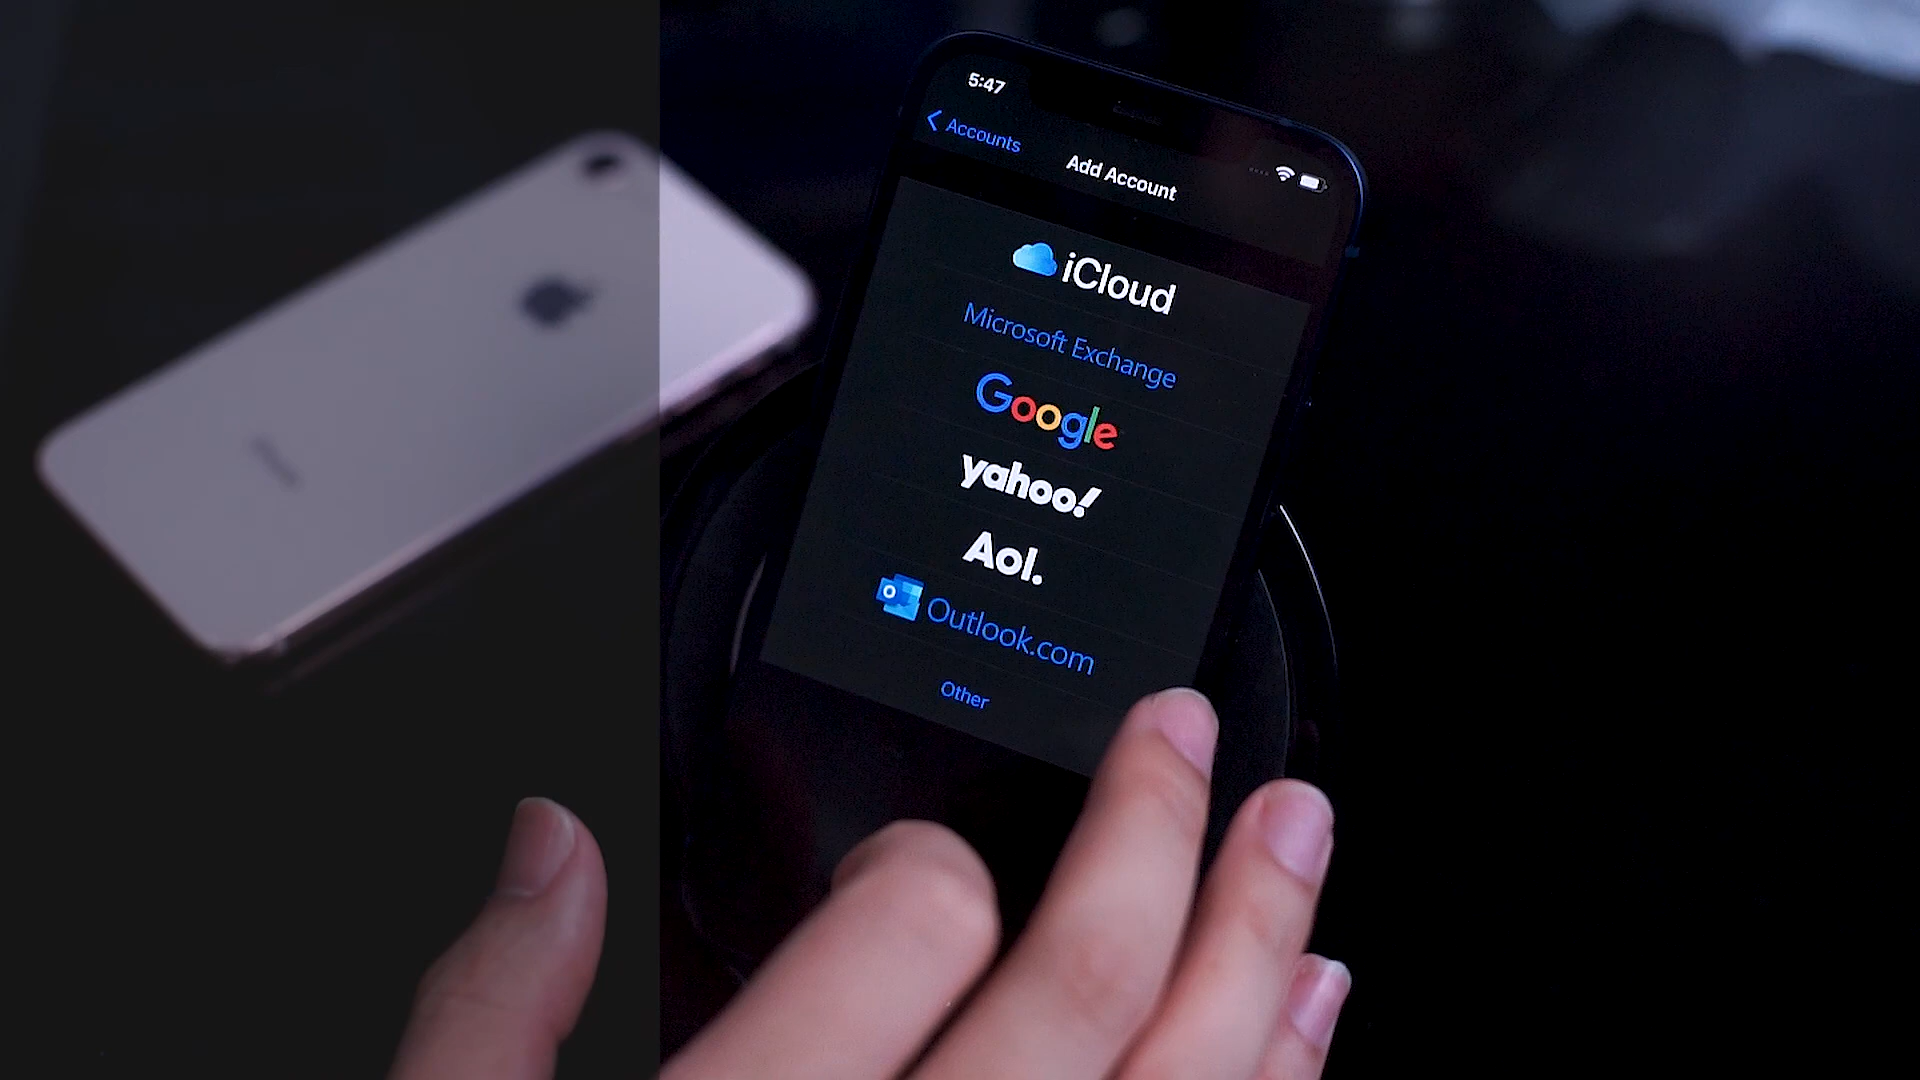 5:47
Accounts
Add Account
iCloud
Microsoft Exchange
Google
yahoo!
Aol.
Outlook.com
Other